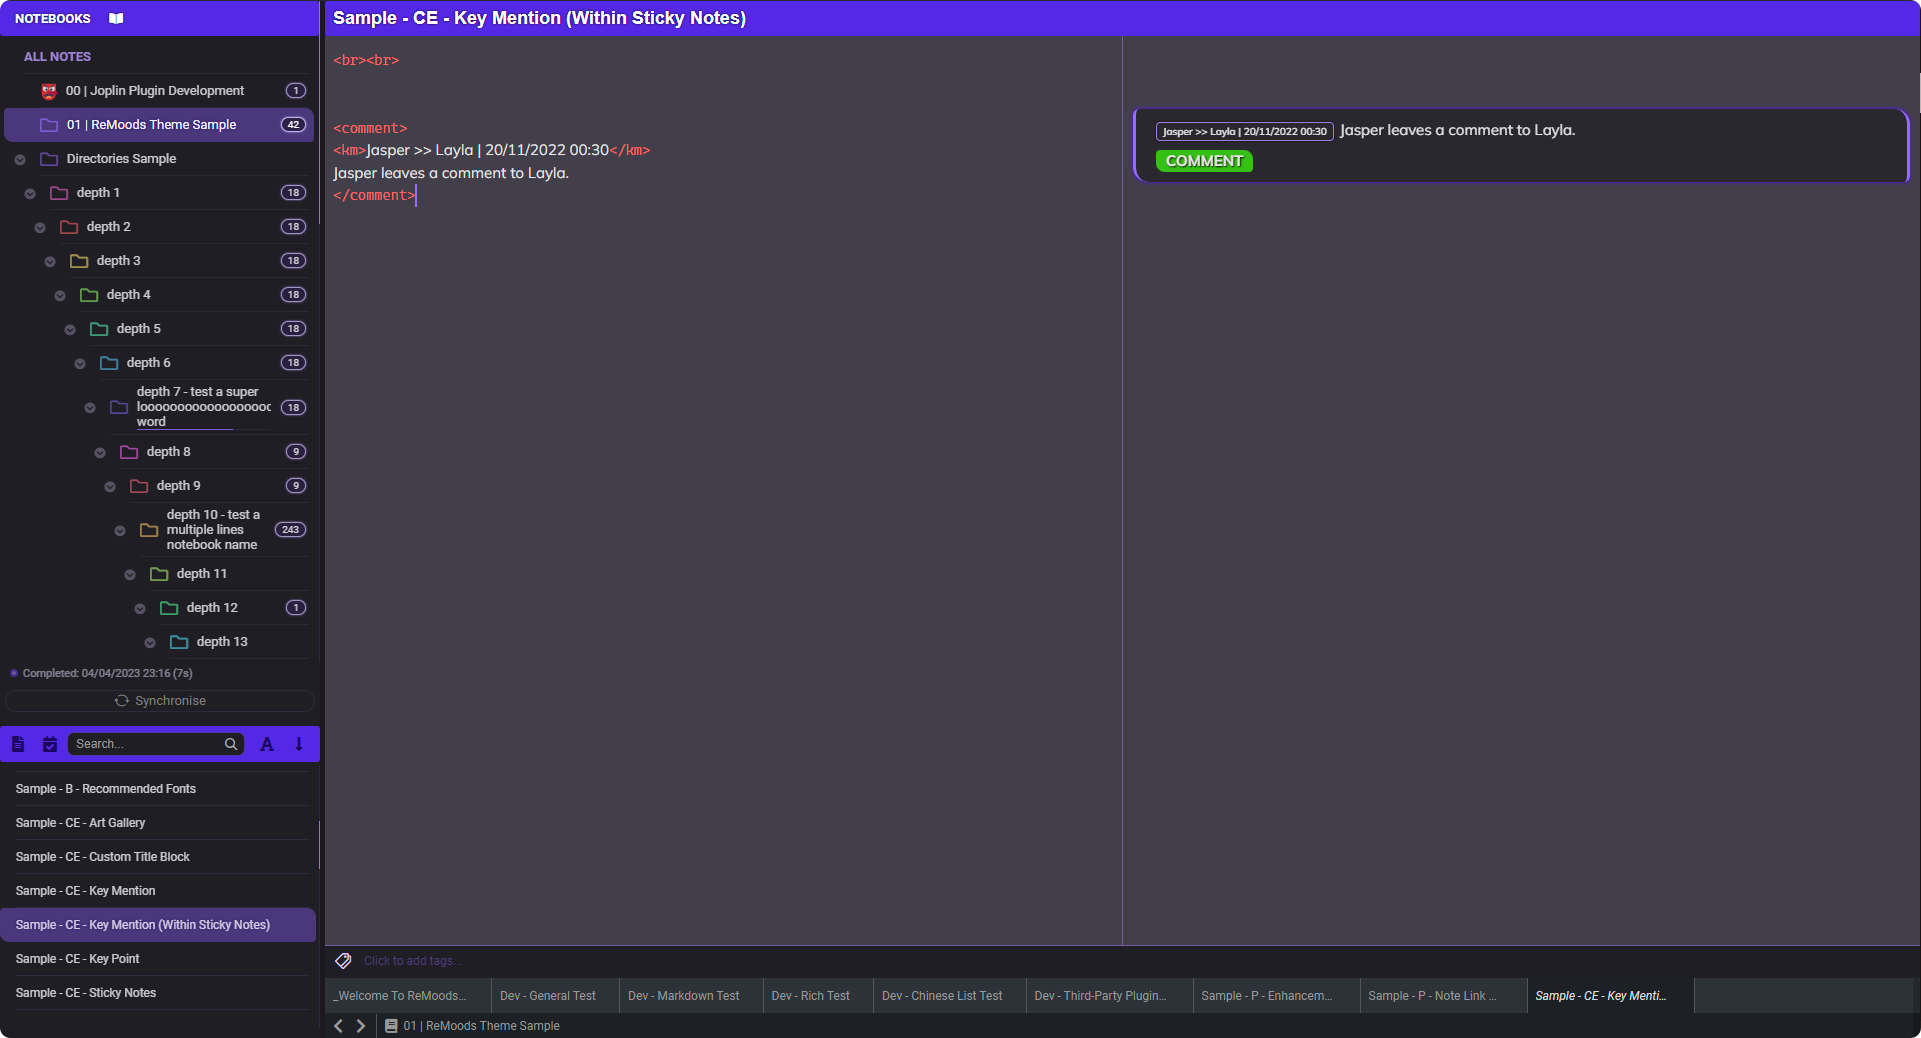 NOTEBOOKS
ALL NOTES
00 | Joplin Plugin Development 1
01 | ReMoods Theme Sample 42
Directories Sample
depth 1 18
depth 2 18
depth 3 18
depth 4 18
depth 5 18
depth 6 18
depth 7 - test a super
looooooooooooooooooc 18
word
depth 8 9
depth 9 9
depth 10 - test a
multiple lines 243
notebook name
depth 11
depth 12 1
depth 13
Completed: 04/04/2023 23:16 (7s)
Synchronise
Search... A
Sample - B - Recommended Fonts
Sample - CE - Art Gallery
Sample - CE - Custom Title Block
Sample - CE - Key Mention
Sample - CE - Key Mention (Within Sticky Notes)
Sample - CE - Key Point
Sample - CE - Sticky Notes
Sample - CE - Key Mention (Within Sticky Notes)
<br><br>
<comment>
<km>Jasper >> Layla | 20/11/2022 00:30</km>
Jasper leaves a comment to Layla.
</comment>
Jasper >> Layla | 20/11/2022 00:30 Jasper leaves a comment to Layla.
COMMENT
Click to add tags...
_Welcome To ReMoods... Dev - General Test Dev - Markdown Test Dev - Rich Test Dev - Chinese List Test Dev - Third-Party Plugin... Sample - P - Enhancem... Sample - P - Note Link ... Sample - CE - Key Menti...
01 | ReMoods Theme Sample